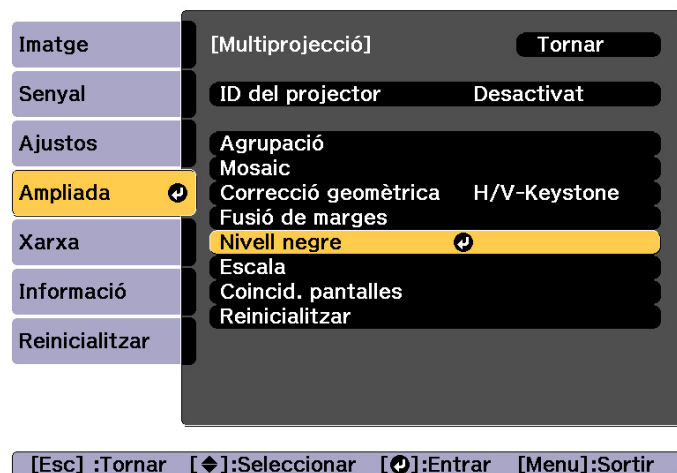 Imatge
Senyal
Ajustos
Ampliada
Xarxa
Informació
Reinicialitzar
[Multiprojecció] Tornar
ID del projector Desactivat
Agrupació
Mosaic
Correcció geomètrica H/V-Keystone
Fusió de marges
Nivell negre
Escala
Coincid. pantalles
Reinicialitzar
[Esc] :Tornar [◆]:Seleccionar [↵]:Entrar [Menu]:Sortir